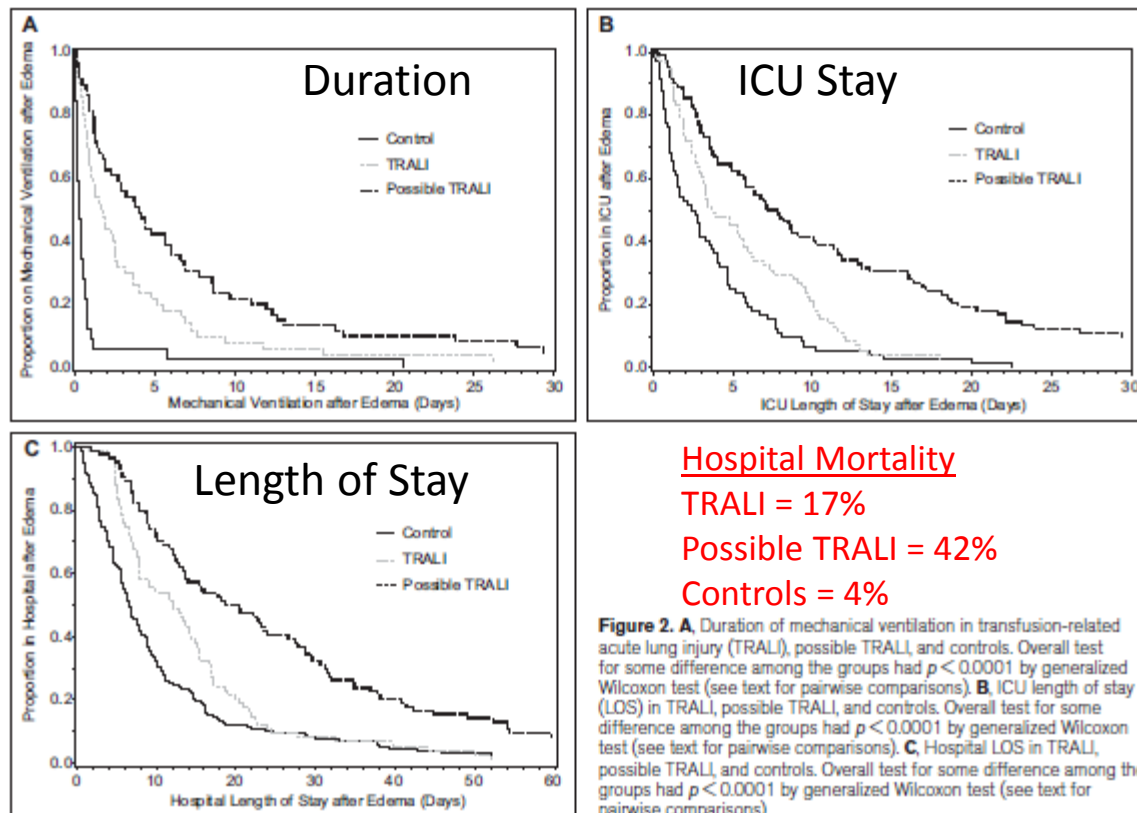 A
Duration
Proportion on Mechanical Ventilation after Edema
1.0
0.8
0.6
0.4
0.2
0.0
Control
TRALI
Possible TRALI
0 5 10 15 20 25 30
Mechanical Ventilation after Edema (Days)
B
ICU Stay
Proportion in ICU after Edema
1.0
0.8
0.6
0.4
0.2
0.0
Control
TRALI
Possible TRALI
0 5 10 15 20 25 30
ICU Length of Stay after Edema (Days)
C
Length of Stay
Proportion in Hospital after Edema
1.0
0.8
0.6
0.4
0.2
0.0
Control
TRALI
Possible TRALI
0 10 20 30 40 50 60
Hospital Length of Stay after Edema (Days)
Hospital Mortality
TRALI = 17%
Possible TRALI = 42%
Controls = 4%
Figure 2. A, Duration of mechanical ventilation in transfusion-related
acute lung injury (TRALI), possible TRALI, and controls. Overall test
for some difference among the groups had p < 0.0001 by generalized
Wilcoxon test (see text for pairwise comparisons). B, ICU length of stay
(LOS) in TRALI, possible TRALI, and controls. Overall test for some
difference among the groups had p < 0.0001 by generalized Wilcoxon
test (see text for pairwise comparisons). C, Hospital LOS in TRALI,
possible TRALI, and controls. Overall test for some difference among the
groups had p < 0.0001 by generalized Wilcoxon test (see text for
pairwise comparisons)